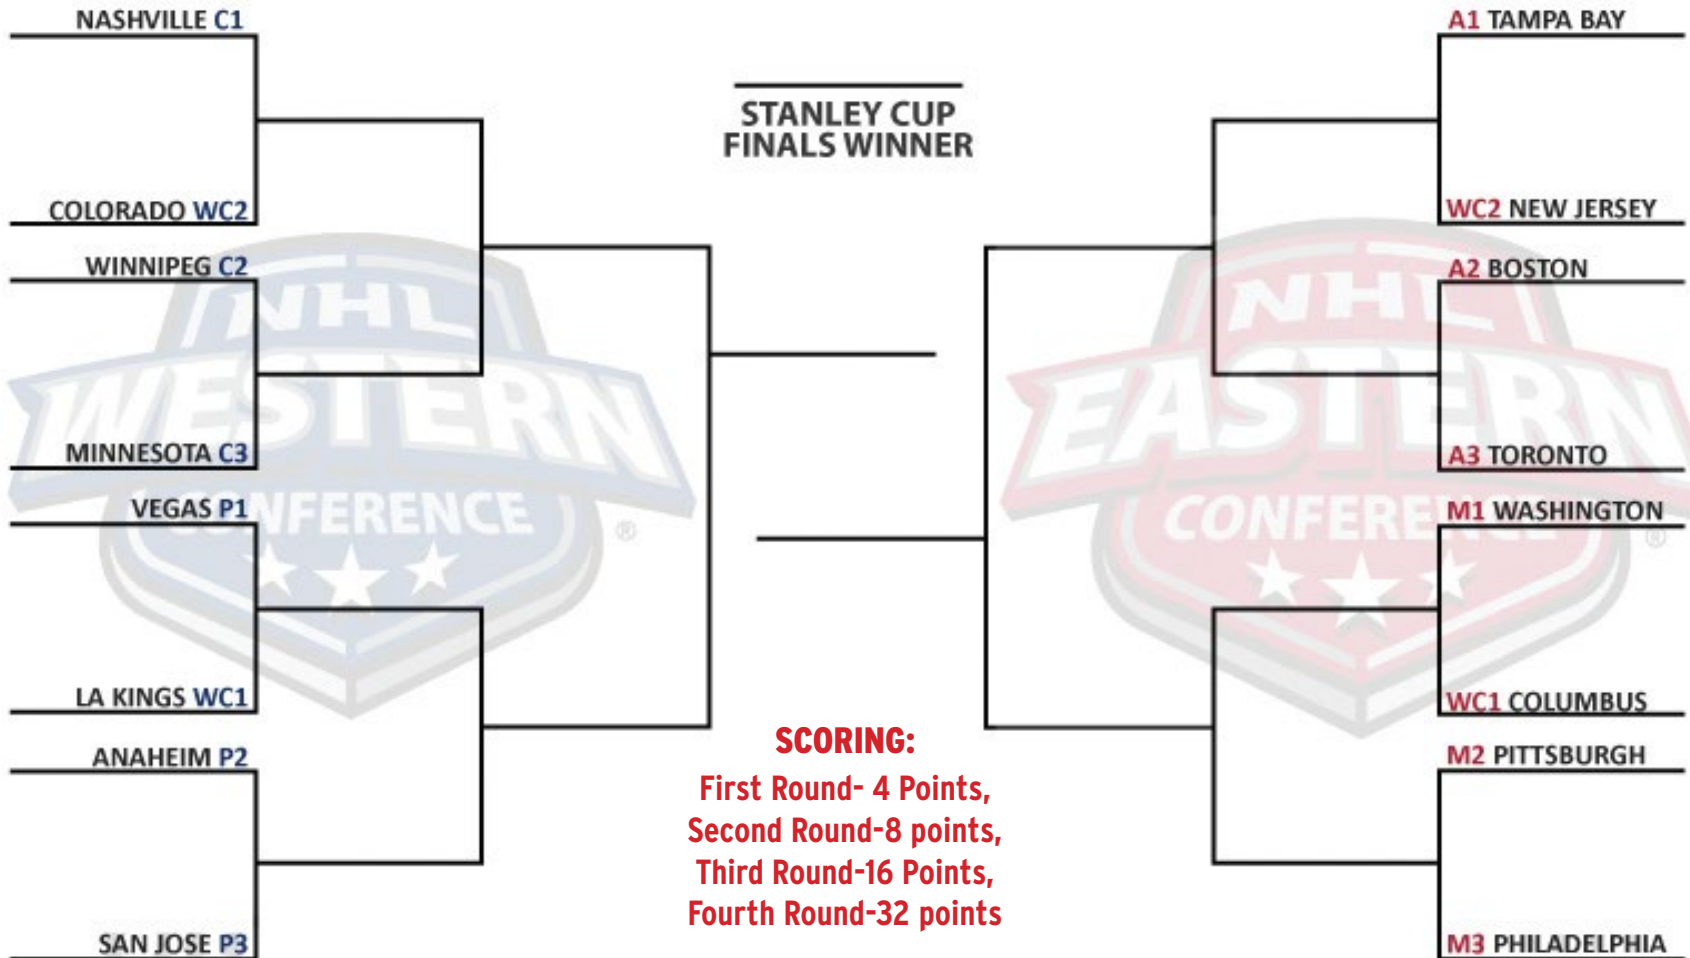 NASHVILLE C1
COLORADO WC2
WINNIPEG C2
MINNESOTA C3
VEGAS P1
LA KINGS WC1
ANAHEIM P2
SAN JOSE P3
NHL
WESTERN
CONFERENCE
®
STANLEY CUP
FINALS WINNER
SCORING:
First Round- 4 Points,
Second Round-8 points,
Third Round-16 Points,
Fourth Round-32 points
A1 TAMPA BAY
WC2 NEW JERSEY
A2 BOSTON
A3 TORONTO
M1 WASHINGTON
WC1 COLUMBUS
M2 PITTSBURGH
M3 PHILADELPHIA
NHL
EASTERN
CONFERENCE
®